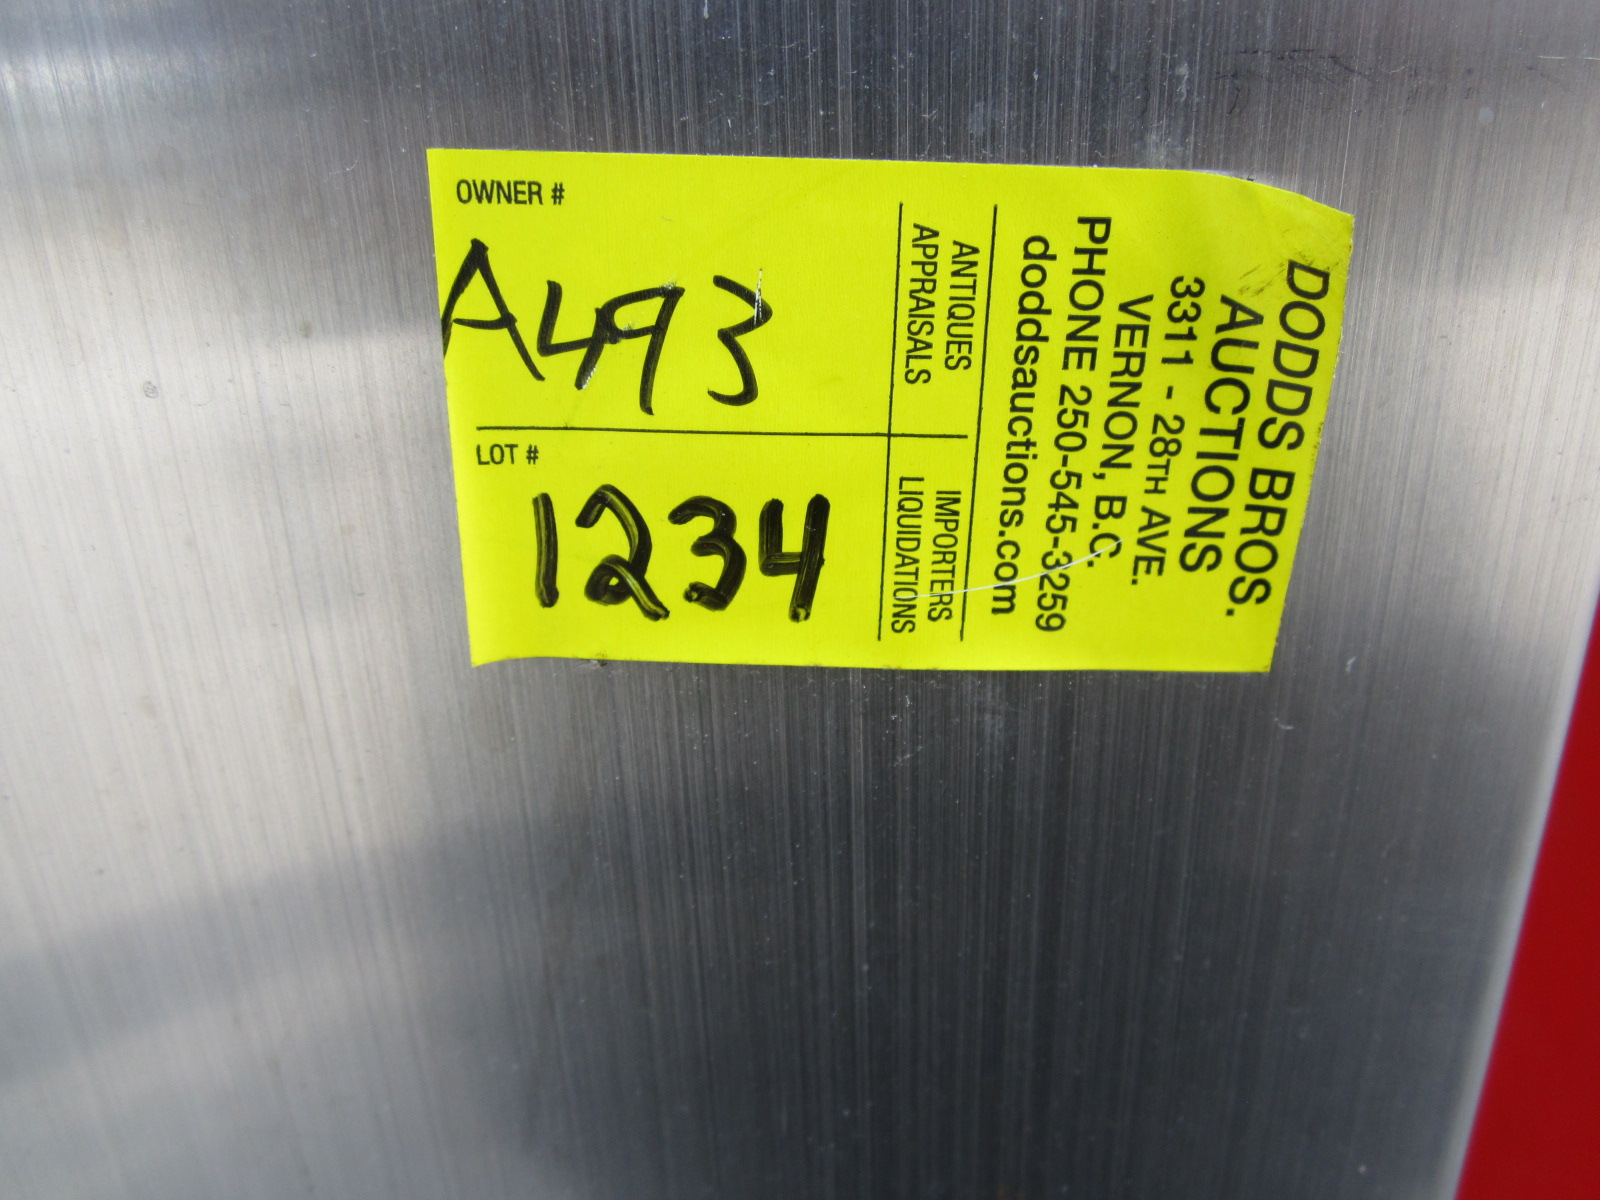 OWNER #
A493
LOT #
1234
ANTIQUES
APPRAISALS
IMPORTERS
LIQUIDATIONS
DODDS BROS.
AUCTIONS
3311 - 28TH AVE.
VERNON, B.C.
PHONE 250-545-3259
doddsauctions.com